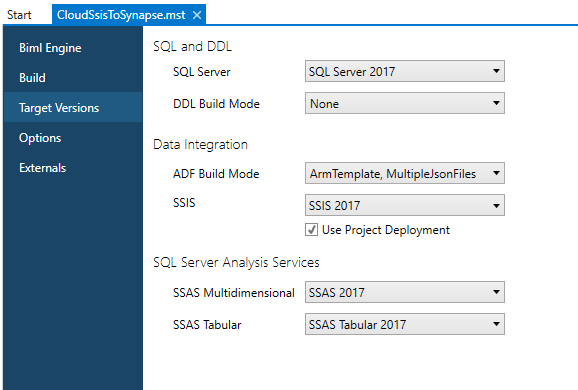 Start CloudSsisToSynapse.mst
Biml Engine
Build
Target Versions
Options
Externals
SQL and DDL
SQL Server SQL Server 2017
DDL Build Mode None
Data Integration
ADF Build Mode ArmTemplate, MultipleJsonFiles
SSIS SSIS 2017
Use Project Deployment
SQL Server Analysis Services
SSAS Multidimensional SSAS 2017
SSAS Tabular SSAS Tabular 2017